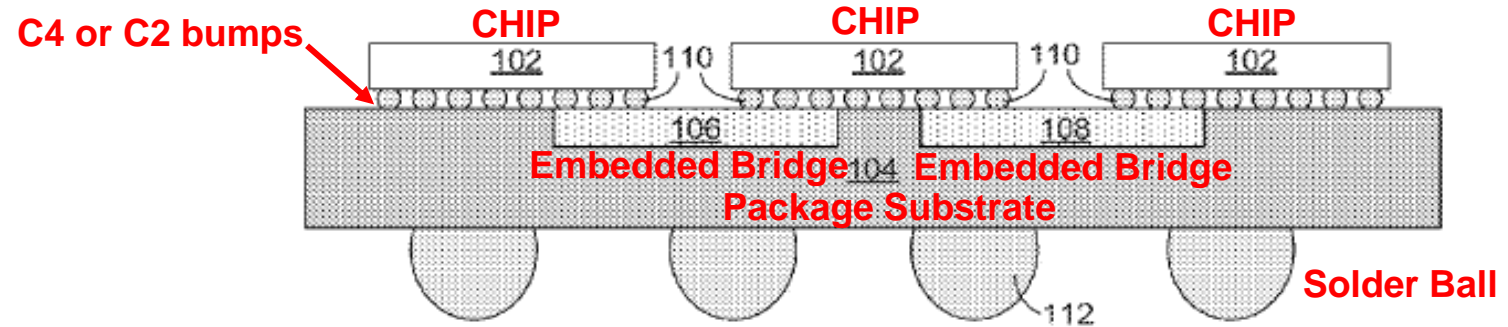 C4 or C2 bumps
CHIP CHIP CHIP
102 110 102 110 102
106 108
Embedded Bridge 104 Embedded Bridge
Package Substrate
Solder Ball
112